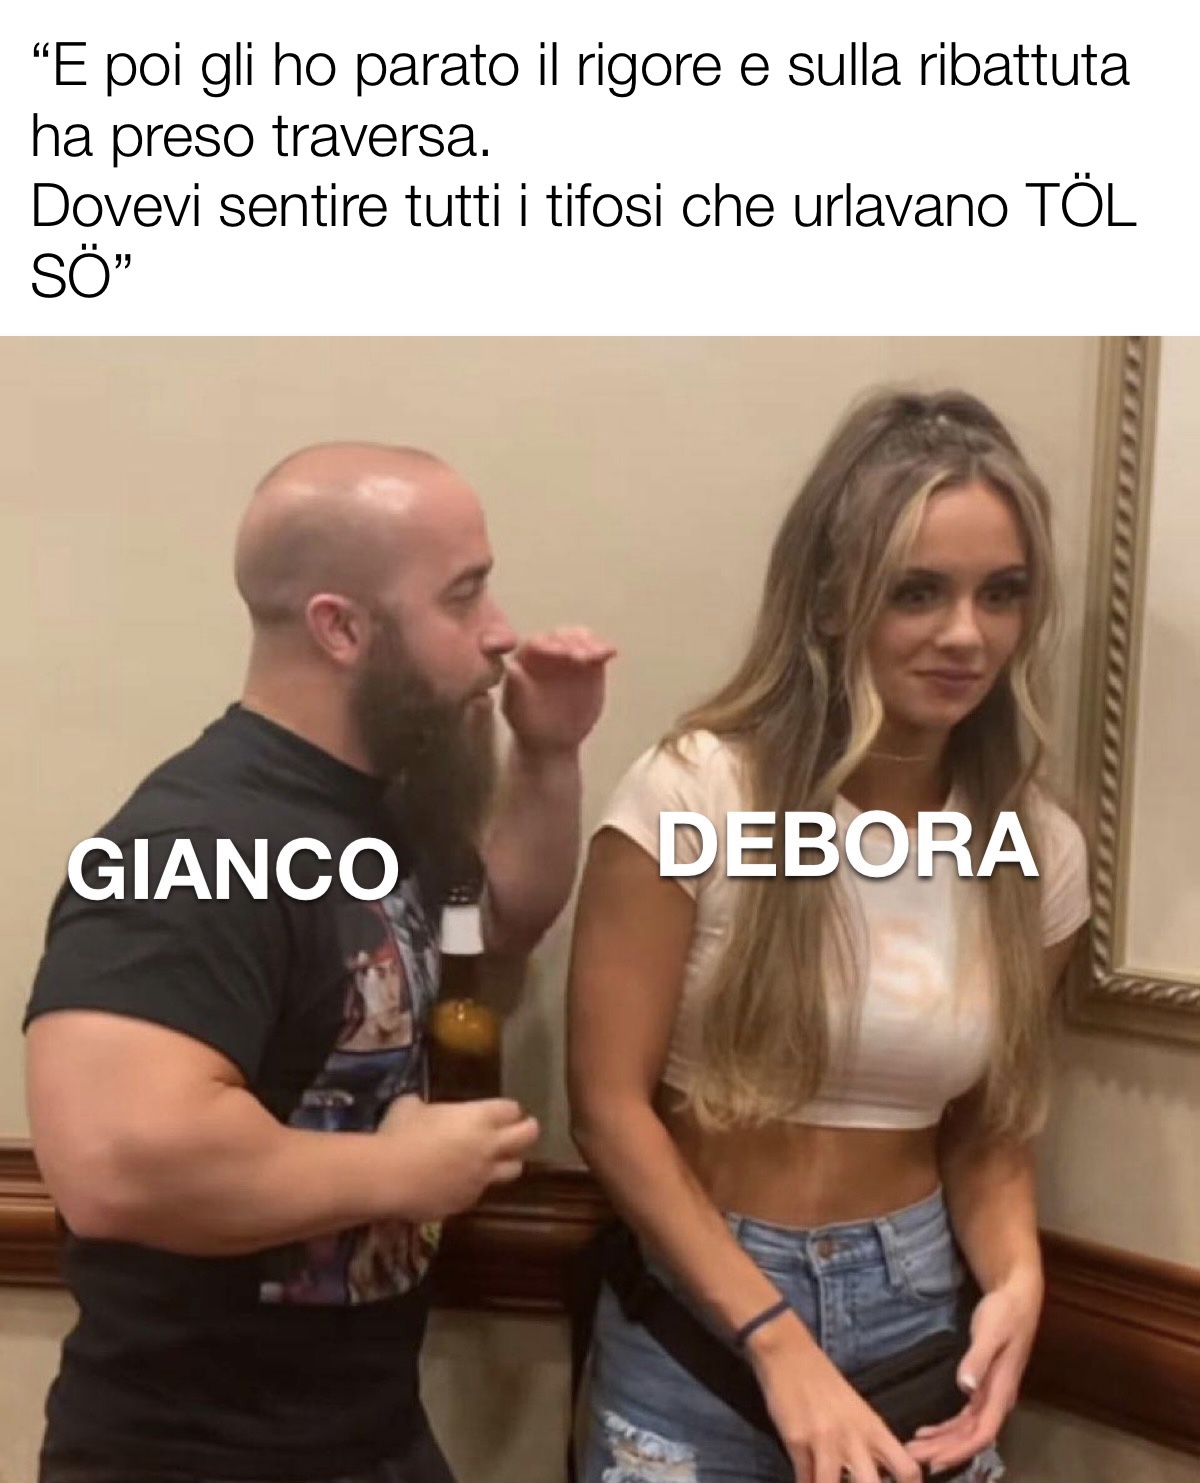 “E poi gli ho parato il rigore e sulla ribattuta
ha preso traversa.
Dovevi sentire tutti i tifosi che urlavano TÖL
SÖ”
GIANCO
DEBORA